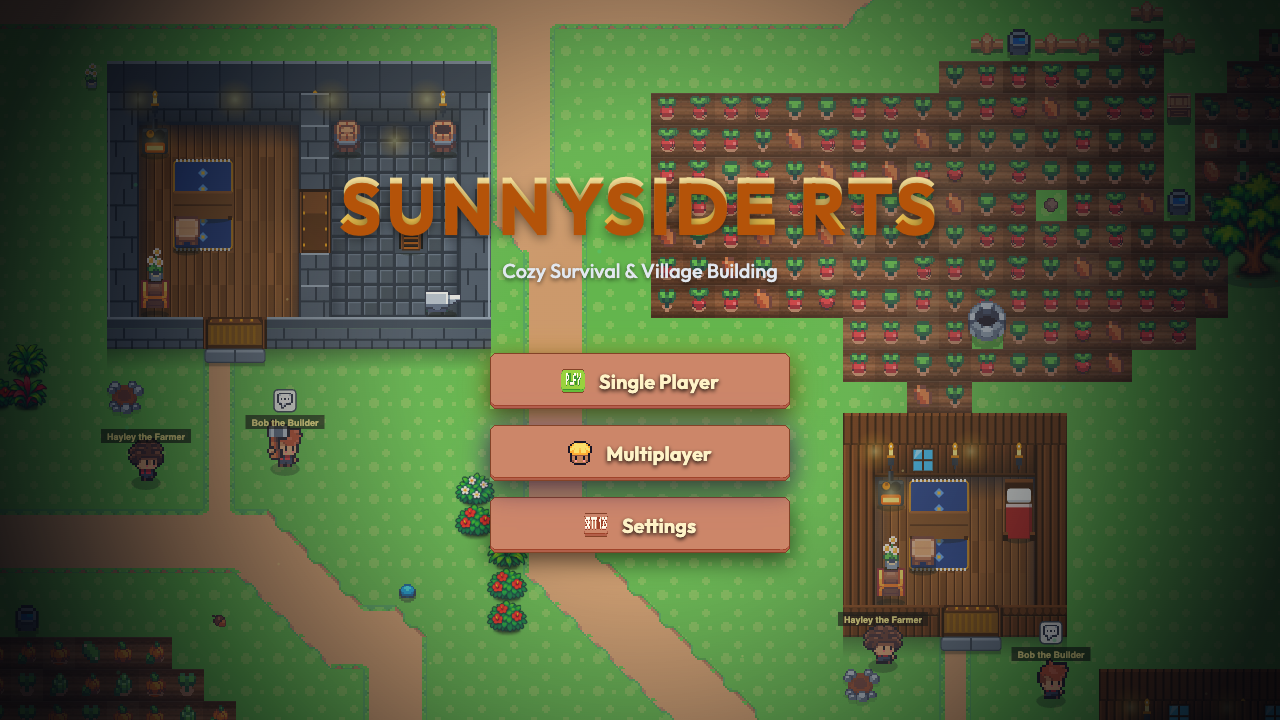 SUNNYSIDE RTS
Cozy Survival & Village Building
Single Player
Multiplayer
Settings
Hayley the Farmer
Bob the Builder
Hayley the Farmer
Bob the Builder